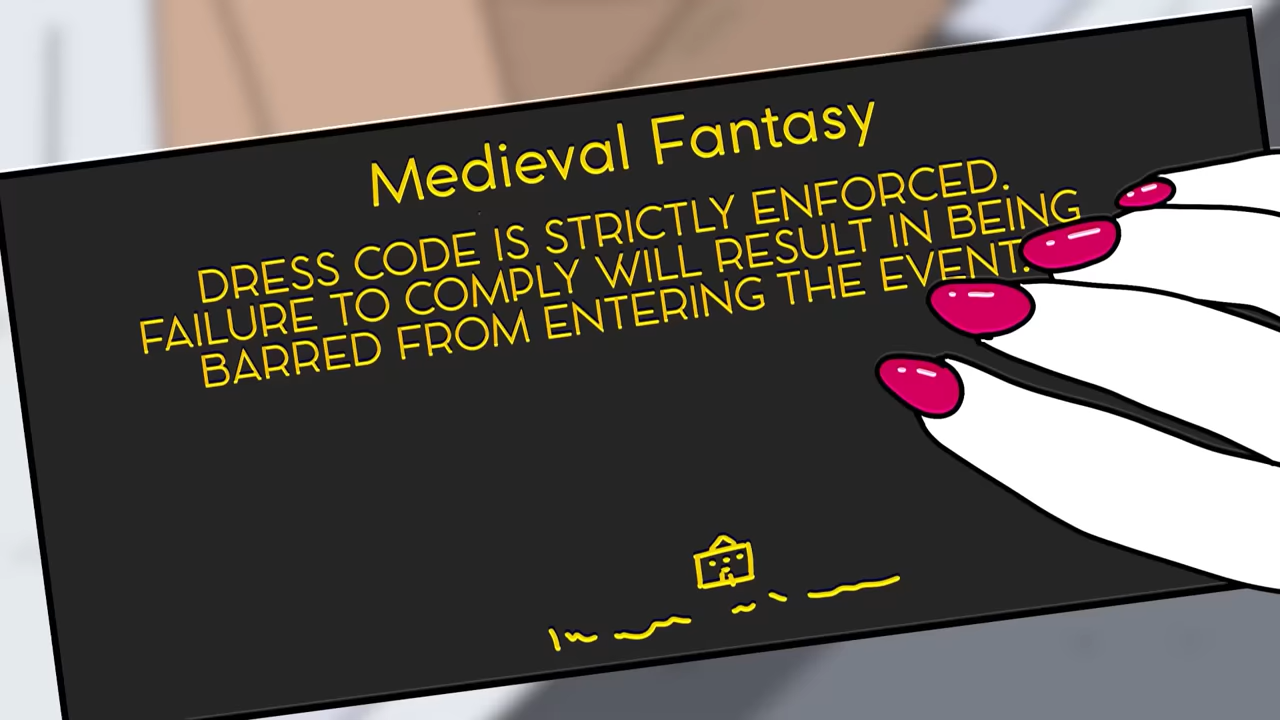 Medieval Fantasy
DRESS CODE IS STRICTLY ENFORCED.
FAILURE TO COMPLY WILL RESULT IN BEING
BARRED FROM ENTERING THE EVENT.